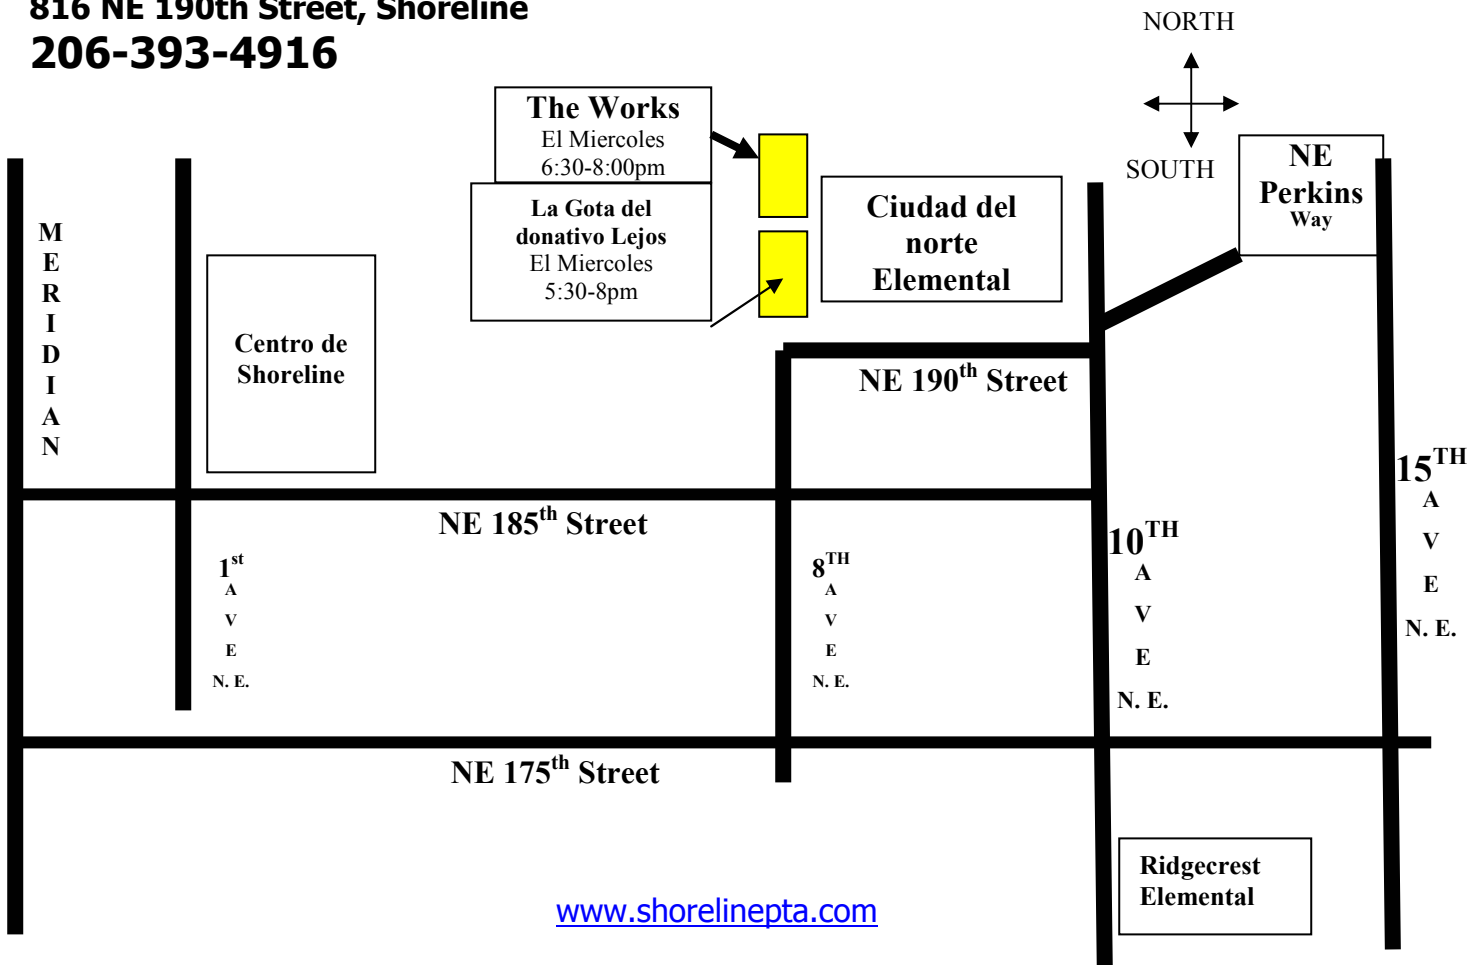 816 NE 190th Street, Shoreline
206-393-4916
NORTH
SOUTH
The Works
El Miercoles
6:30-8:00pm
La Gota del
donativo Lejos
El Miercoles
5:30-8pm
Ciudad del
norte
Elemental
NE
Perkins
Way
MERIDIAN
Centro de
Shoreline
NE 190th Street
NE 185th Street
15TH
A
V
E
N. E.
1st
A
V
E
N. E.
8TH
A
V
E
N. E.
10TH
A
V
E
N. E.
NE 175th Street
Ridgecrest
Elemental
www.shorelinepta.com